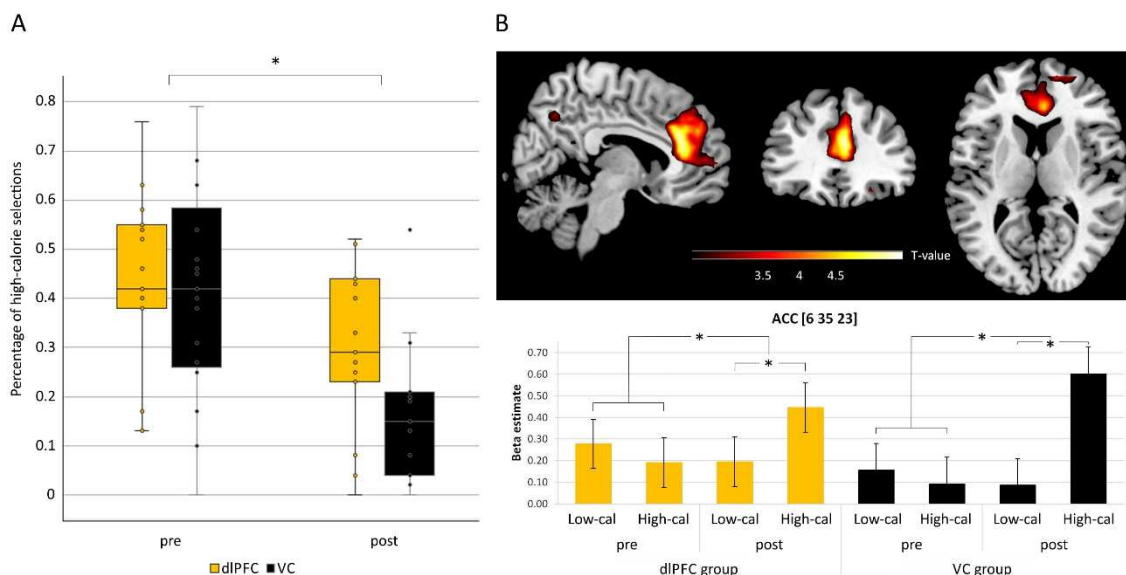 A
*
Percentage of high-calorie selections
0.8
0.7
0.6
0.5
0.4
0.3
0.2
0.1
0
pre
post
dlPFC
VC
B
T-value
3.5
4
4.5
ACC [6 35 23]
*
*
*
*
Beta estimate
0.70
0.60
0.50
0.40
0.30
0.20
0.10
0.00
Low-cal High-cal Low-cal High-cal Low-cal High-cal Low-cal High-cal
pre post pre post
dlPFC group VC group